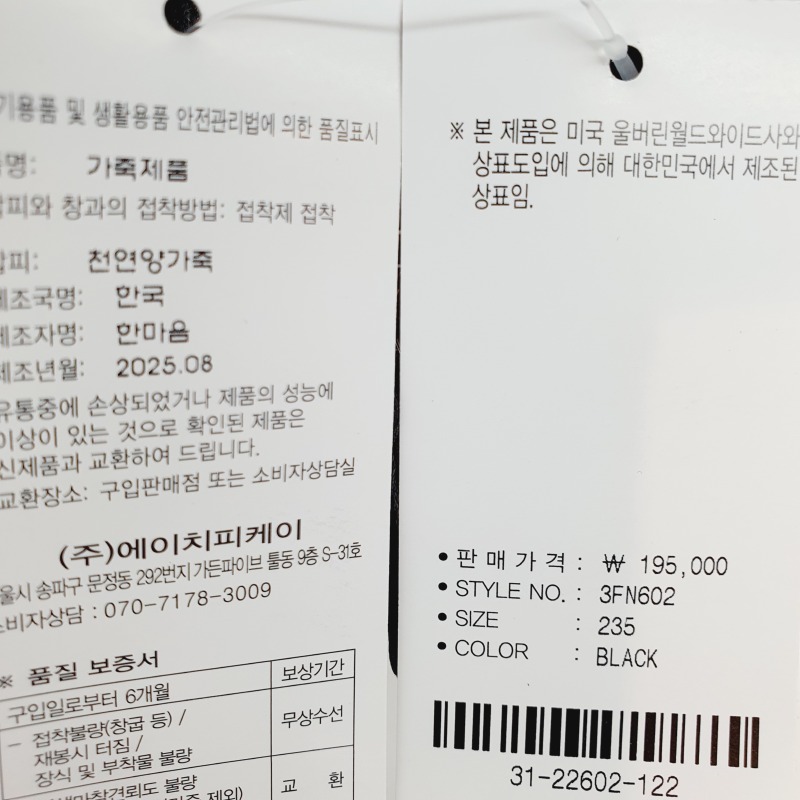 기용품 및 생활용품 안전관리법에 의한 품질표시
명: 가죽제품
피와 창과의 접착방법: 접착제 접착
피: 천연양가죽
제조국명: 한국
제조자명: 한마음
제조년월: 2025.08
유통중에 손상되었거나 제품의 성능에
이상이 있는 것으로 확인된 제품은
신제품과 교환하여 드립니다.
교환장소: 구입판매점 또는 소비자상담실
(주)에이치피케이
울시 송파구 문정동 292번지 가든파이브 툴동 9층 S-31호
소비자상담 : 070-7178-3009
※ 품질 보증서
구입일로부터 6개월 보상기간
- 접착불량(창굽 등) / 무상수선
재봉시 터짐 /
장식 및 부착물 불량
불량 교 환
제외)
※ 본 제품은 미국 울버린월드와이드사와
상표도입에 의해 대한민국에서 제조된
상표임.
• 판 매 가 격 : ₩ 195,000
• STYLE NO. : 3FN602
• SIZE : 235
• COLOR : BLACK
31-22602-122